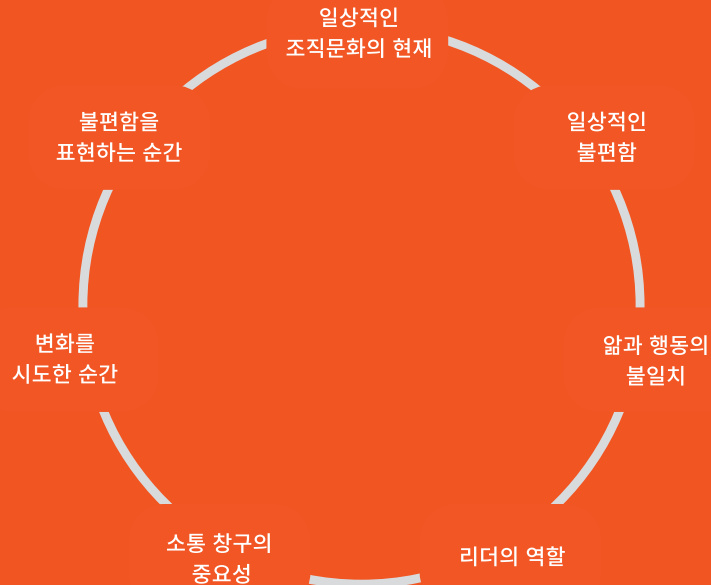 일상적인
조직문화의 현재
일상적인
불편함
앎과 행동의
불일치
리더의 역할
소통 창구의
중요성
변화를
시도한 순간
불편함을
표현하는 순간